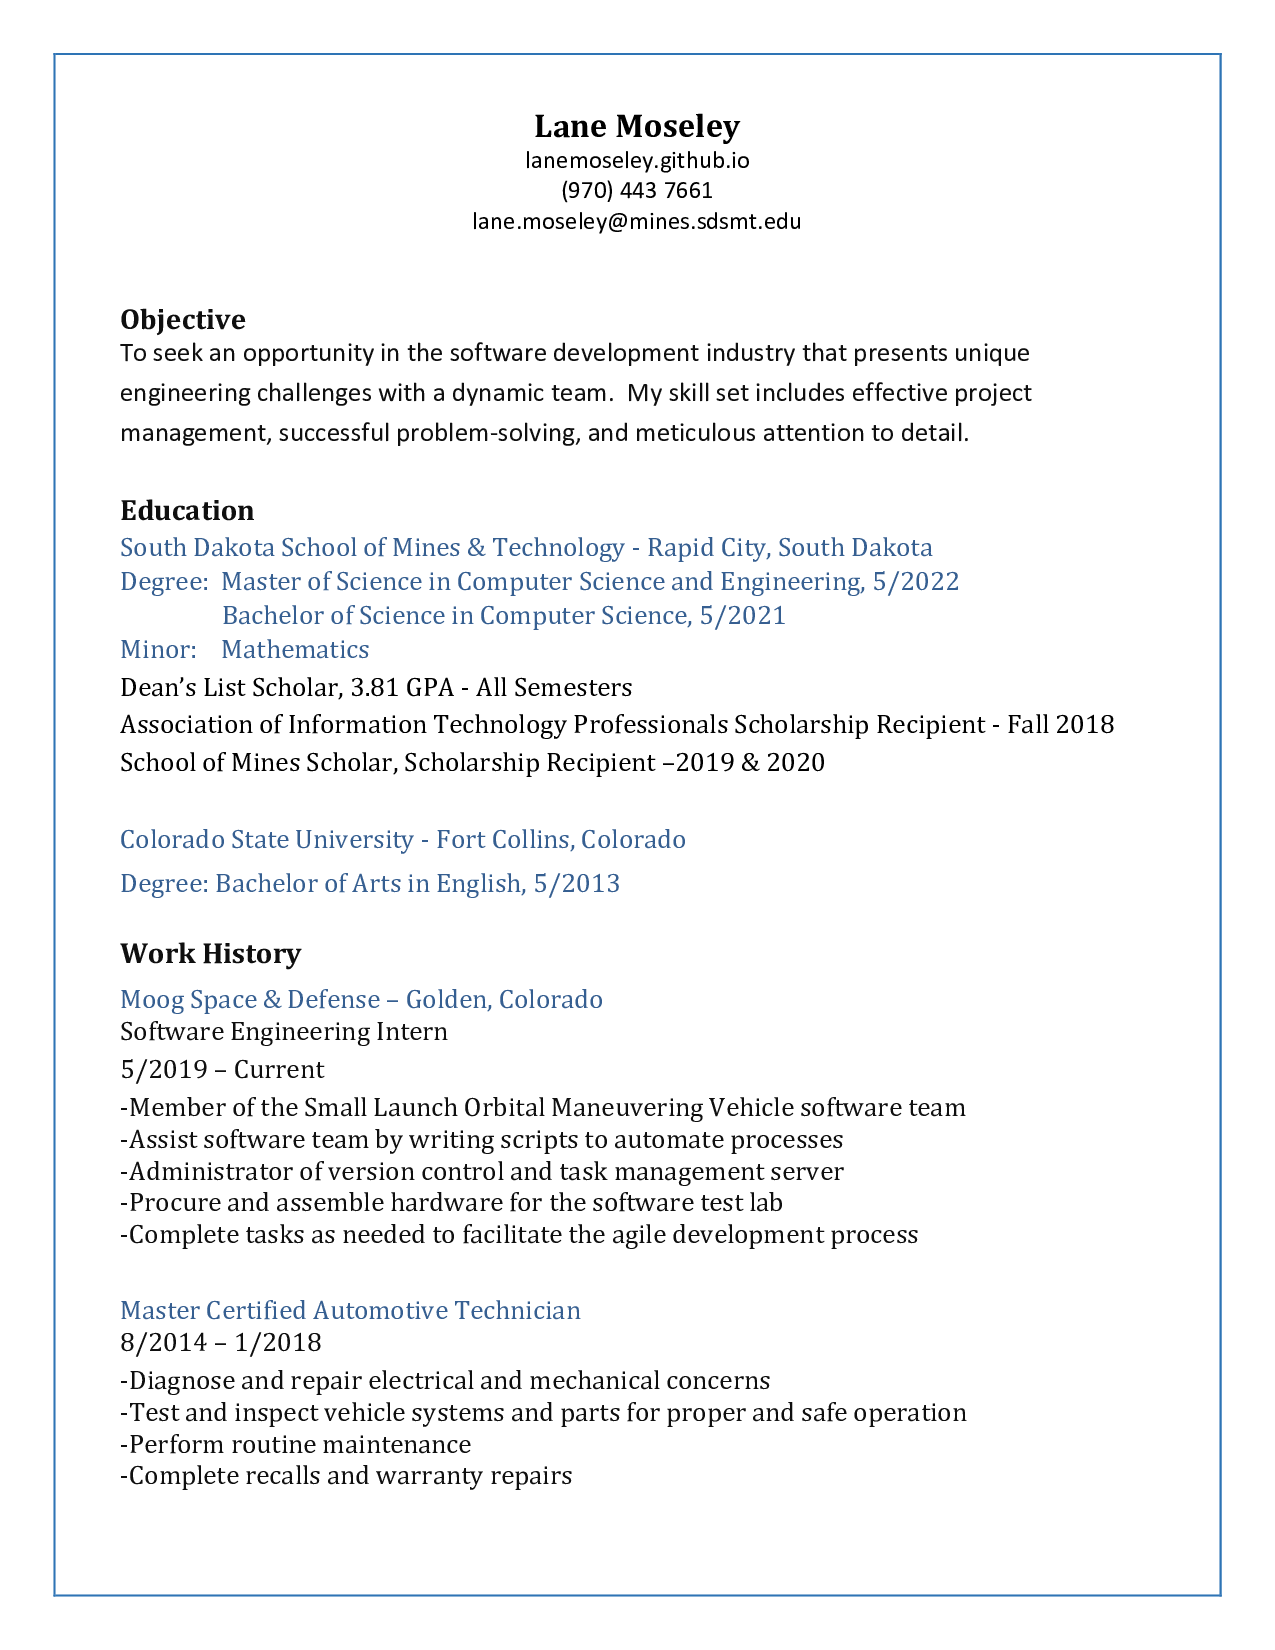 Lane Moseley
lanemoseley.github.io
(970) 443 7661
lane.moseley@mines.sdsmt.edu
Objective
To seek an opportunity in the software development industry that presents unique
engineering challenges with a dynamic team.  My skill set includes effective project
management, successful problem-solving, and meticulous attention to detail.
Education
South Dakota School of Mines & Technology - Rapid City, South Dakota
Degree:  Master of Science in Computer Science and Engineering, 5/2022
Bachelor of Science in Computer Science, 5/2021
Minor:    Mathematics
Dean’s List Scholar, 3.81 GPA - All Semesters
Association of Information Technology Professionals Scholarship Recipient - Fall 2018
School of Mines Scholar, Scholarship Recipient –2019 & 2020
Colorado State University - Fort Collins, Colorado
Degree: Bachelor of Arts in English, 5/2013
Work History
Moog Space & Defense – Golden, Colorado
Software Engineering Intern
5/2019 – Current
-Member of the Small Launch Orbital Maneuvering Vehicle software team
-Assist software team by writing scripts to automate processes
-Administrator of version control and task management server
-Procure and assemble hardware for the software test lab
-Complete tasks as needed to facilitate the agile development process
Master Certified Automotive Technician
8/2014 – 1/2018
-Diagnose and repair electrical and mechanical concerns
-Test and inspect vehicle systems and parts for proper and safe operation
-Perform routine maintenance
-Complete recalls and warranty repairs